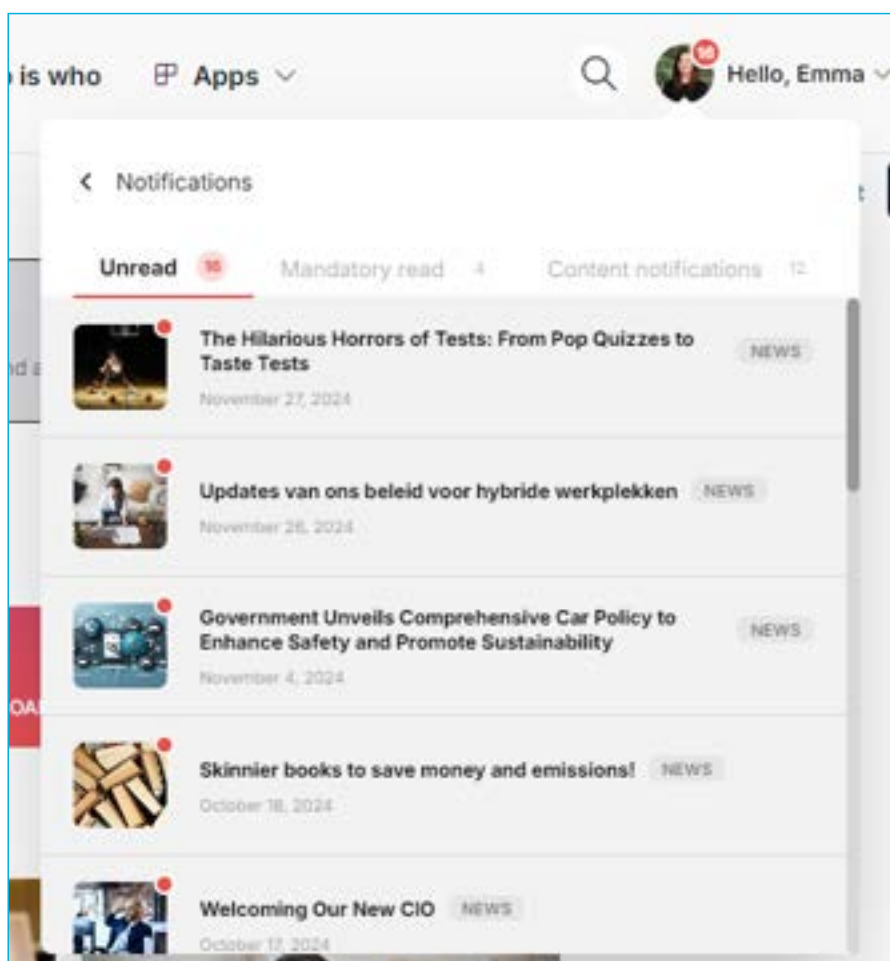 is who
Apps
16
Hello, Emma
Notifications
Unread 16
Mandatory read 4
Content notifications 12
The Hilarious Horrors of Tests: From Pop Quizzes to
Taste Tests
NEWS
November 27, 2024
Updates van ons beleid voor hybride werkplekken NEWS
November 26, 2024
Government Unveils Comprehensive Car Policy to
Enhance Safety and Promote Sustainability
NEWS
November 4, 2024
Skinnier books to save money and emissions! NEWS
October 18, 2024
Welcoming Our New CIO NEWS
October 17, 2024